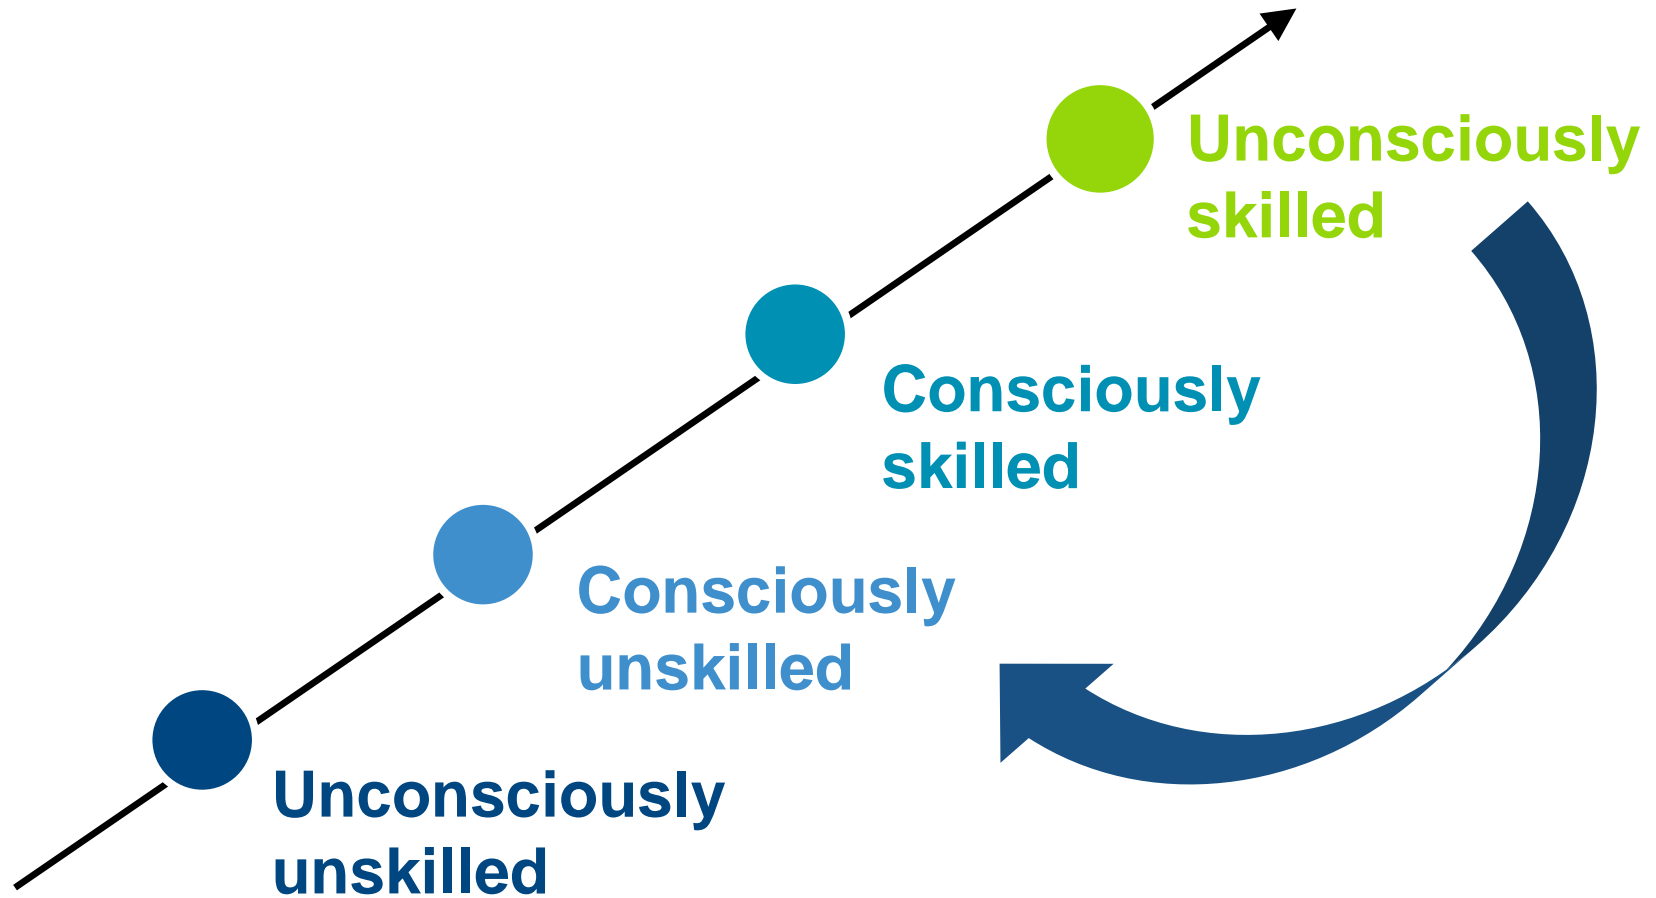 Unconsciously
skilled
Consciously
skilled
Consciously
unskilled
Unconsciously
unskilled